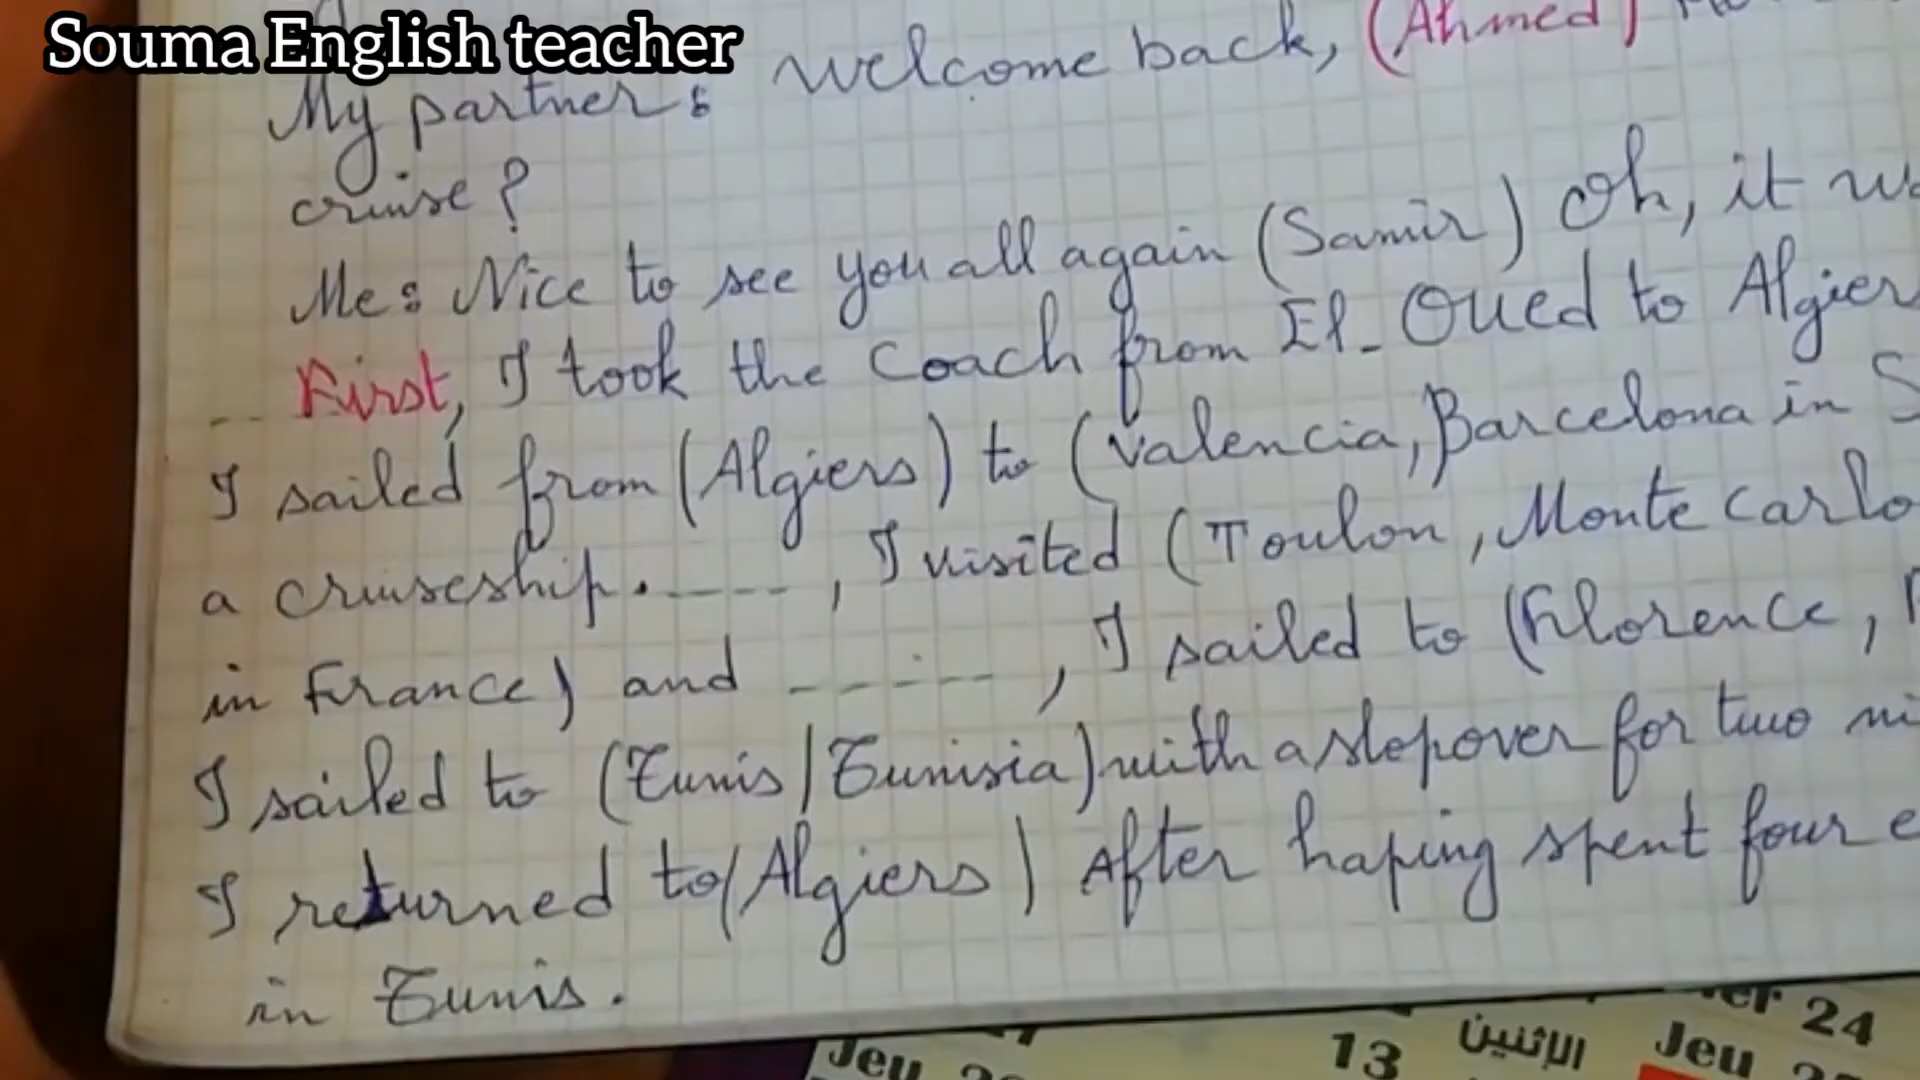 Souma English teacher
My partner: welcome back, (Ahmed)
cruise?
Me: Nice to see you all again (Samir) Oh, it
... First, I took the coach from El-Oued to Algiers
I sailed from (Algiers) to (Valencia, Barcelona in
a cruiseship. ----, I visited (Toulon, Monte Carlo
in France) and -----, I sailed to (Florence,
I sailed to (Tunis/Tunisia) with a stopover for two
I returned to (Algiers) After having spent four
in Tunis.
er 24
Jeu
13 الإثنين
Jeu